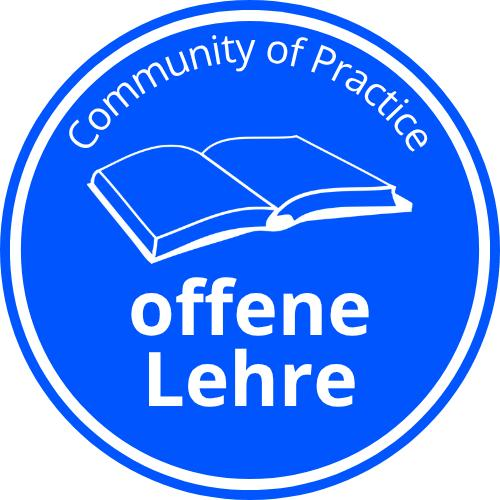 Community of Practice
offene
Lehre